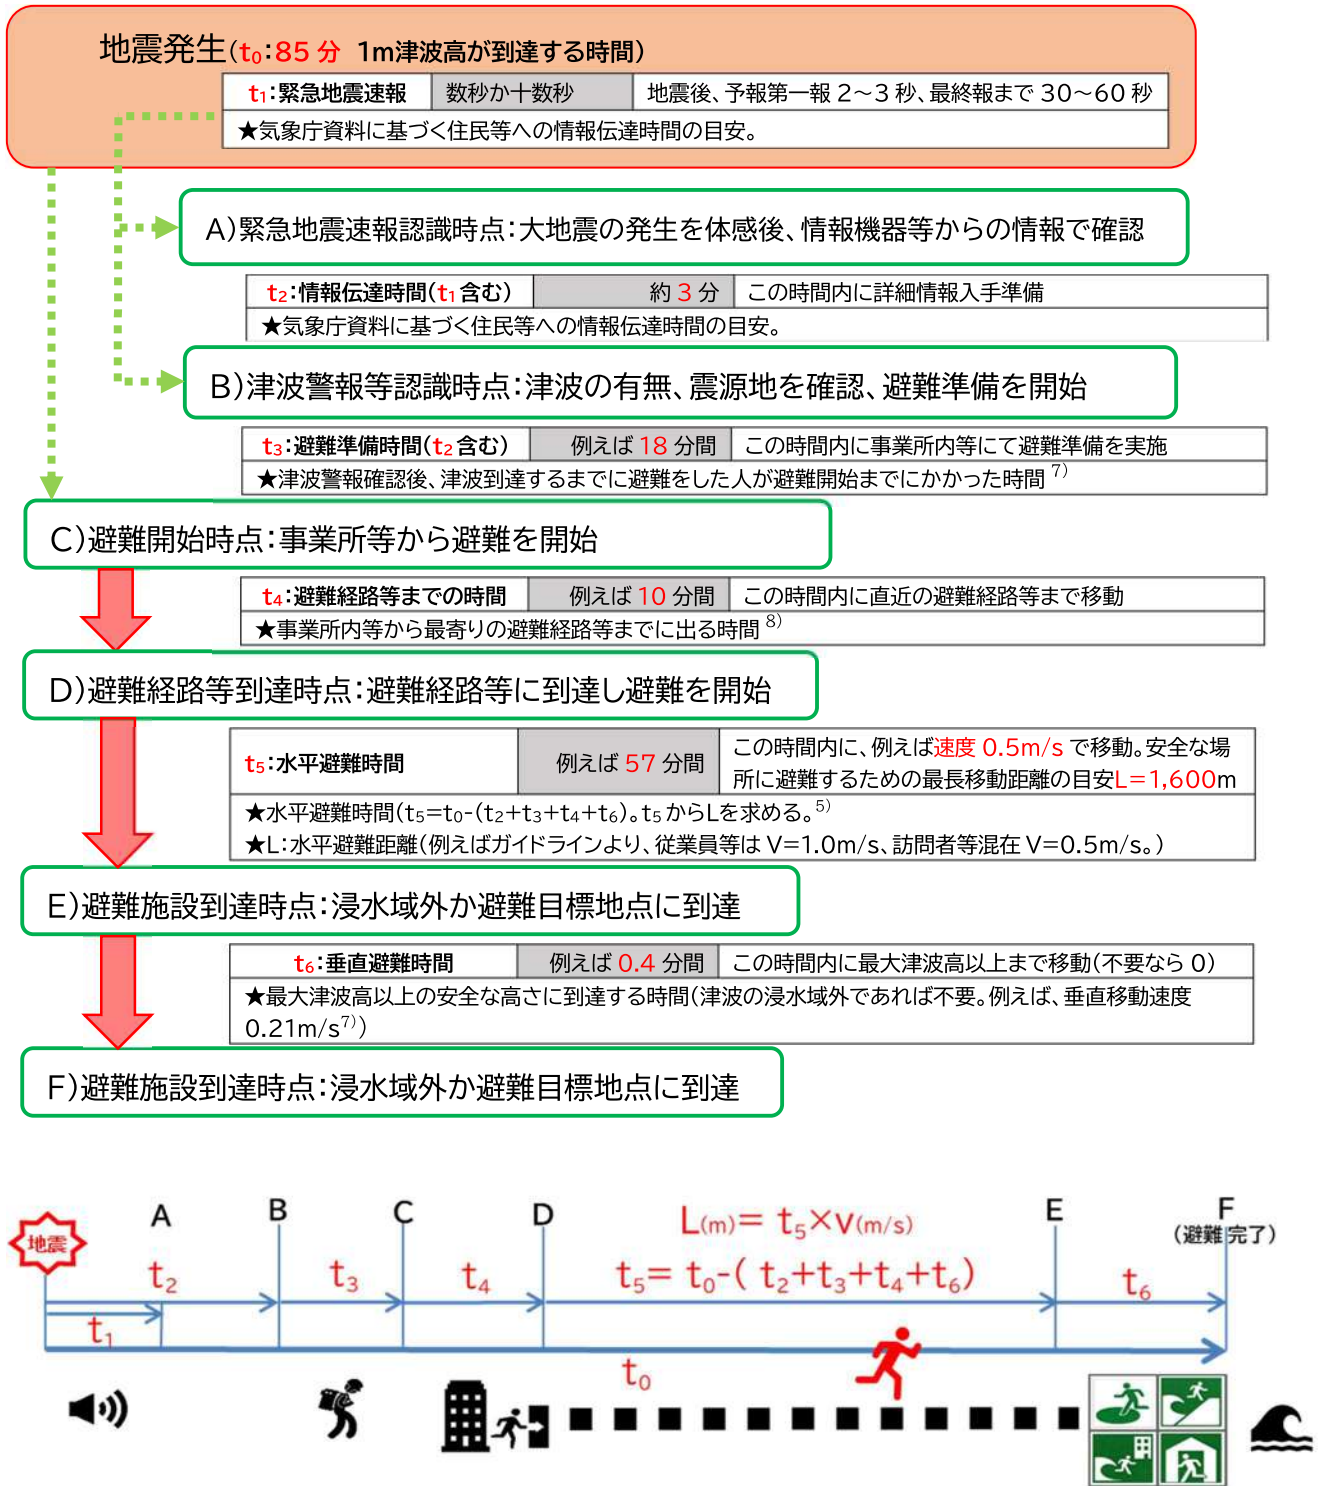 地震発生(t₀:85 分 1m津波高が到達する時間)
t₁:緊急地震速報 数秒か十数秒 地震後、予報第一報 2～3 秒、最終報まで 30～60 秒
★気象庁資料に基づく住民等への情報伝達時間の目安。
A)緊急地震速報認識時点:大地震の発生を体感後、情報機器等からの情報で確認
t₂:情報伝達時間(t₁含む) 約 3 分 この時間内に詳細情報入手準備
★気象庁資料に基づく住民等への情報伝達時間の目安。
B)津波警報等認識時点:津波の有無、震源地を確認、避難準備を開始
t₃:避難準備時間(t₂含む) 例えば 18 分間 この時間内に事業所内等にて避難準備を実施
★津波警報確認後、津波到達するまでに避難をした人が避難開始までにかかった時間 7)
C)避難開始時点:事業所等から避難を開始
t₄:避難経路等までの時間 例えば 10 分間 この時間内に直近の避難経路等まで移動
★事業所内等から最寄りの避難経路等までに出る時間 8)
D)避難経路等到達時点:避難経路等に到達し避難を開始
t₅:水平避難時間 例えば 57 分間 この時間内に、例えば速度 0.5m/s で移動。安全な場
所に避難するための最長移動距離の目安L=1,600m
★水平避難時間(t₅=t₀-(t₂+t₃+t₄+t₆)。t₅からLを求める。5)
★L:水平避難距離(例えばガイドラインより、従業員等は V=1.0m/s、訪問者等混在 V=0.5m/s。)
E)避難施設到達時点:浸水域外か避難目標地点に到達
t₆:垂直避難時間 例えば 0.4 分間 この時間内に最大津波高以上まで移動(不要なら 0)
★最大津波高以上の安全な高さに到達する時間(津波の浸水域外であれば不要。例えば、垂直移動速度
0.21m/s7))
F)避難施設到達時点:浸水域外か避難目標地点に到達
A B C D L(m)= t₅×v(m/s) E F
地震 (避難完了)
t₂ t₃ t₄ t₅= t₀-( t₂+t₃+t₄+t₆) t₆
t₁
t₀